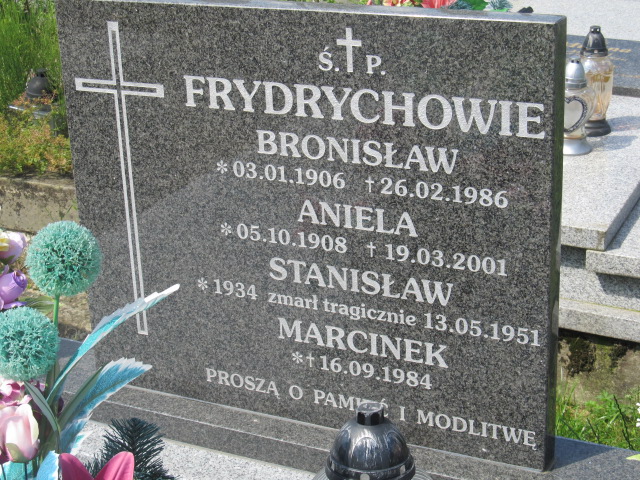 Ś. P.
FRYDRYCHOWIE
BRONISŁAW
*03.01.1906 †26.02.1986
ANIELA
*05.10.1908 †19.03.2001
STANISŁAW
*1934 zmarł tragicznie 13.05.1951
MARCINEK
*†16.09.1984
PROSZĄ O I MODLITWĘ